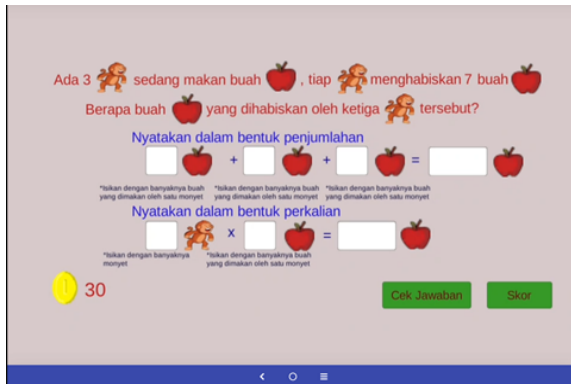 Ada 3 sedang makan buah , tiap menghabiskan 7 buah
Berapa buah yang dihabiskan oleh ketiga tersebut?
Nyatakan dalam bentuk penjumlahan
+ + =
*Isikan dengan banyaknya buah *Isikan dengan banyaknya buah *Isikan dengan banyaknya buah
yang dimakan oleh satu monyet yang dimakan oleh satu monyet yang dimakan oleh satu monyet
Nyatakan dalam bentuk perkalian
x =
*Isikan dengan banyaknya *Isikan dengan banyaknya buah
monyet yang dimakan oleh satu monyet
30 Cek Jawaban Skor